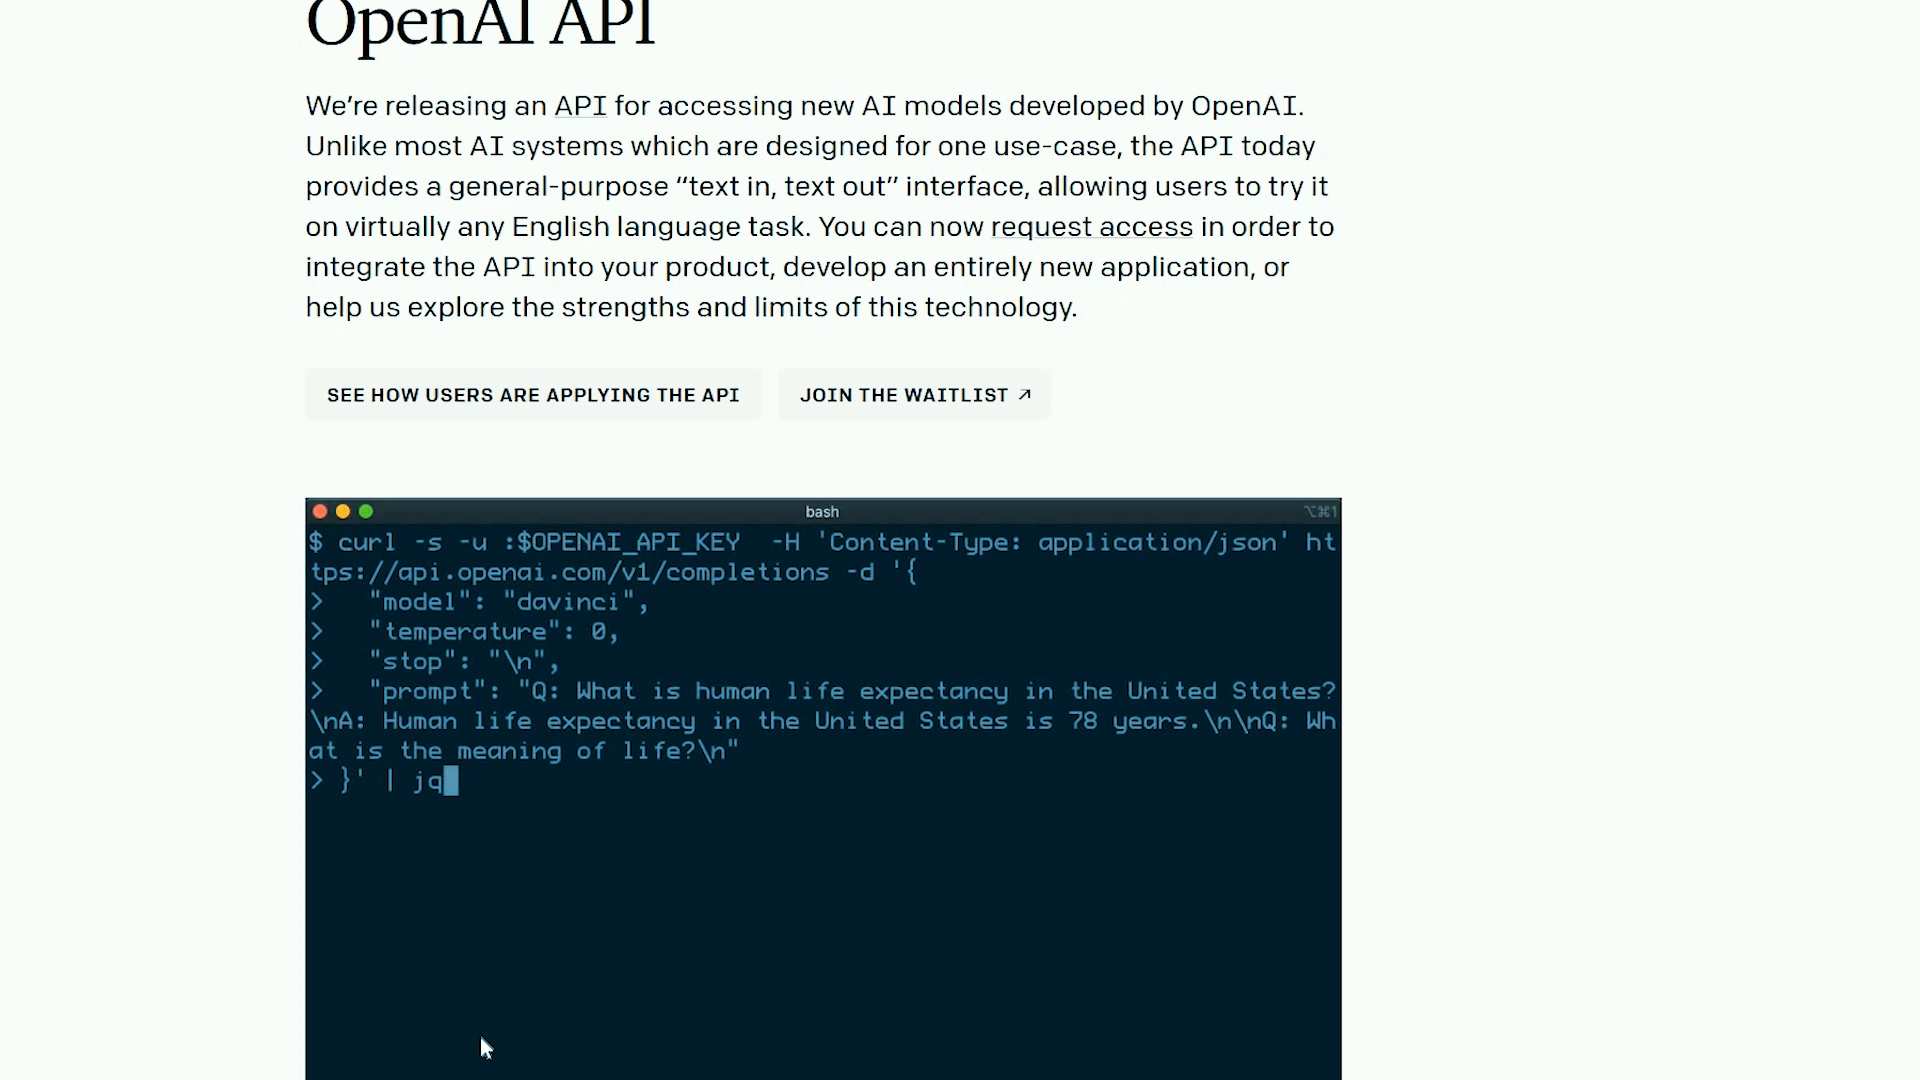 OpenAI API
We’re releasing an API for accessing new AI models developed by OpenAI.
Unlike most AI systems which are designed for one use-case, the API today
provides a general-purpose “text in, text out” interface, allowing users to try it
on virtually any English language task. You can now request access in order to
integrate the API into your product, develop an entirely new application, or
help us explore the strengths and limits of this technology.
SEE HOW USERS ARE APPLYING THE API JOIN THE WAITLIST ↗
bash ⌥⌘1
$ curl -s -u :$OPENAI_API_KEY  -H 'Content-Type: application/json' ht
tps://api.openai.com/v1/completions -d '{
>   "model": "davinci",
>   "temperature": 0,
>   "stop": "\n",
>   "prompt": "Q: What is human life expectancy in the United States?
\nA: Human life expectancy in the United States is 78 years.\n\nQ: Wh
at is the meaning of life?\n"
> }' | jq